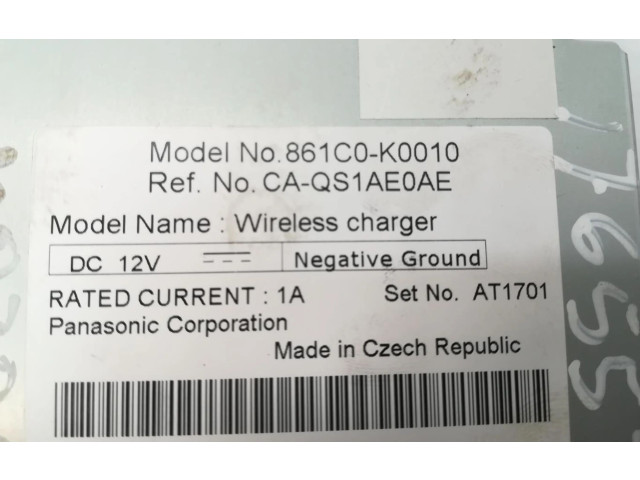 Model No.861C0-K0010
Ref. No.CA-QS1AE0AE
Model Name : Wireless charger
DC 12V Negative Ground
RATED CURRENT : 1A Set No. AT1701
Panasonic Corporation
Made in Czech Republic